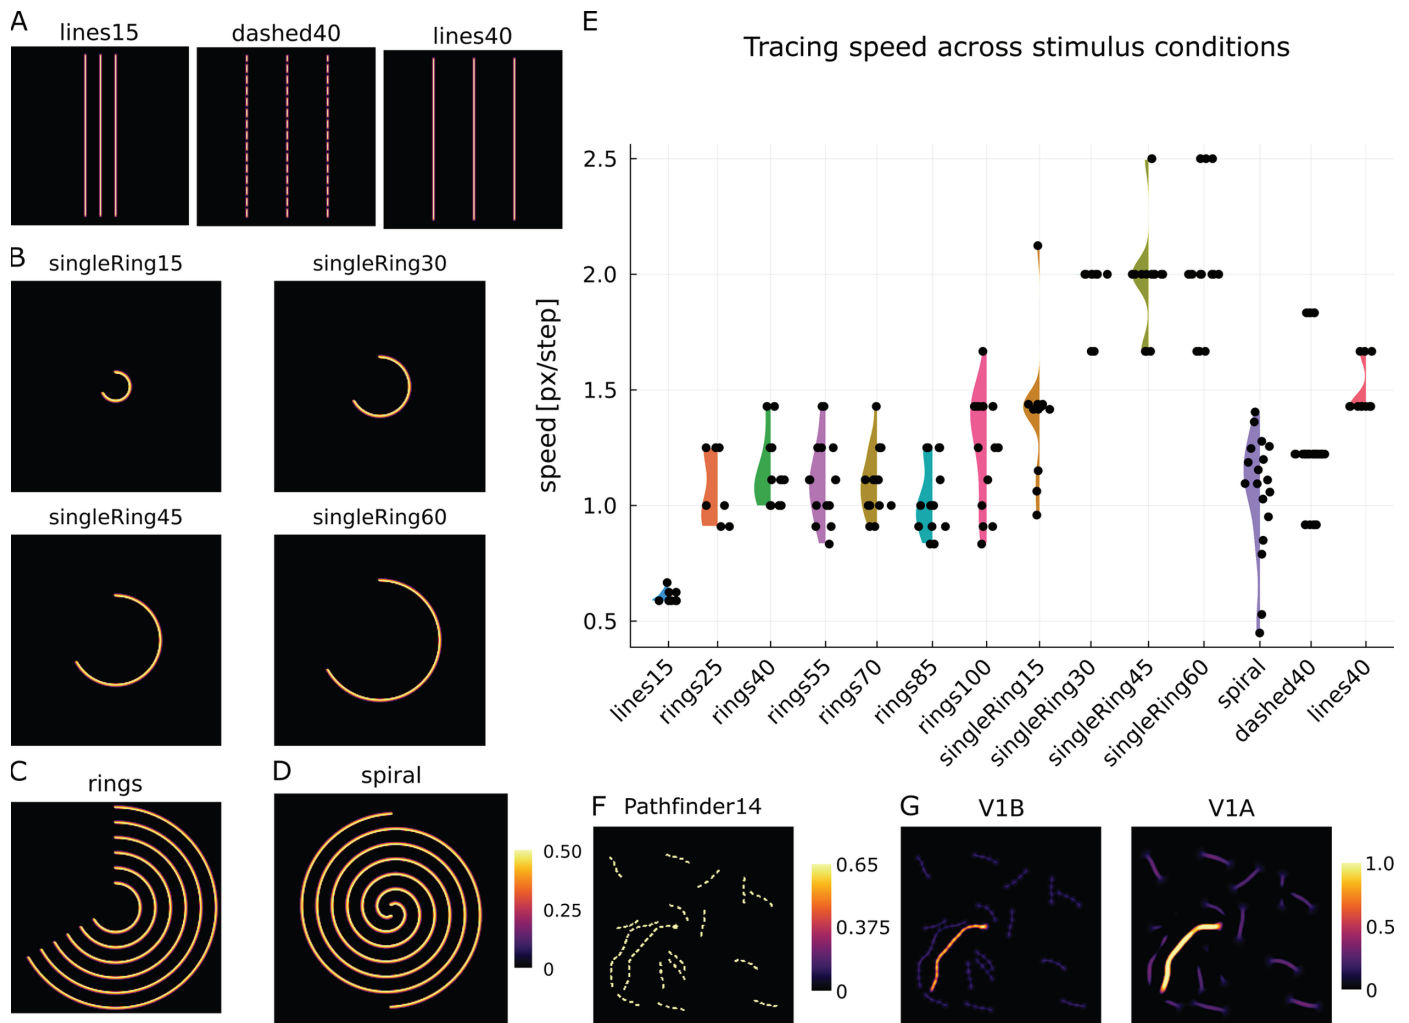 A
lines15
dashed40
lines40
B
singleRing15
singleRing30
singleRing45
singleRing60
C
rings
D
spiral
0.50
0.25
0
E
Tracing speed across stimulus conditions
speed [px/step]
2.5
2.0
1.5
1.0
0.5
lines15
rings25
rings40
rings55
rings70
rings85
rings100
singleRing15
singleRing30
singleRing45
singleRing60
spiral
dashed40
lines40
F
Pathfinder14
0.65
0.375
0
G
V1B
V1A
1.0
0.5
0